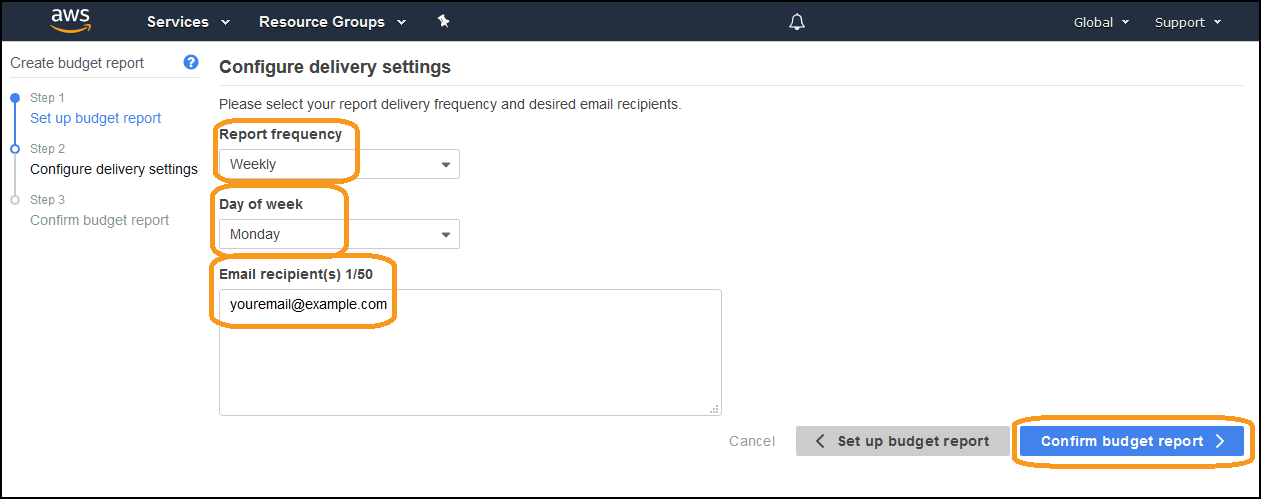 aws Services Resource Groups Global Support
Create budget report ?
Step 1
Set up budget report
Step 2
Configure delivery settings
Step 3
Confirm budget report
Configure delivery settings
Please select your report delivery frequency and desired email recipients.
Report frequency
Weekly
Day of week
Monday
Email recipient(s) 1/50
youremail@example.com
Cancel Set up budget report Confirm budget report